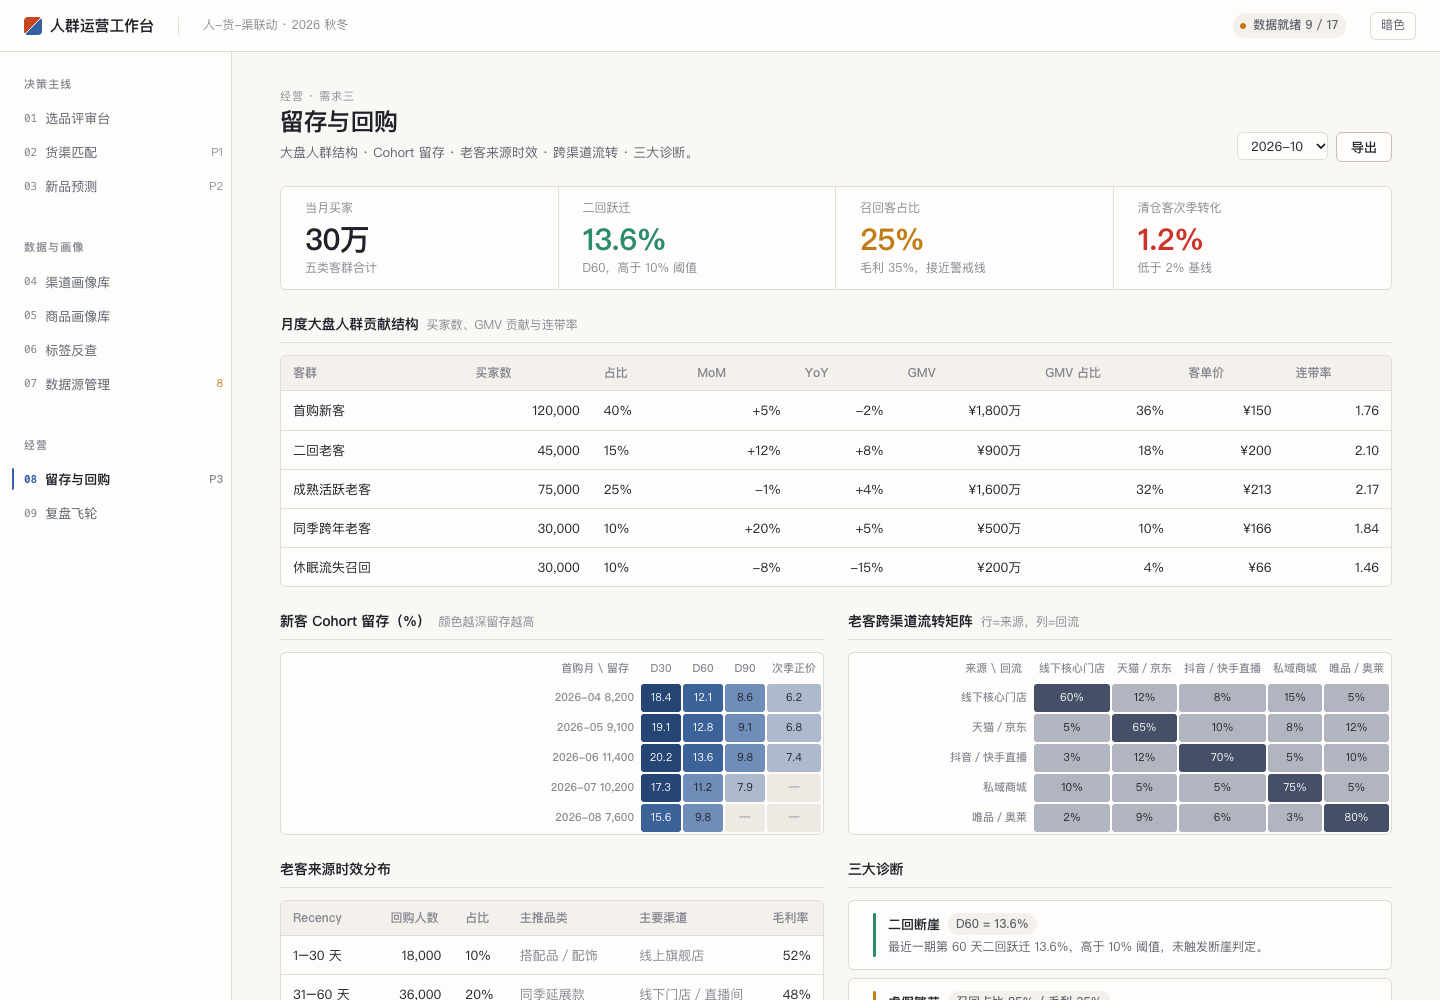 人群运营工作台
人-货-渠联动 · 2026 秋冬
数据就绪 9 / 17
暗色
决策主线
01 选品评审台
02 货渠匹配 P1
03 新品预测 P2
数据与画像
04 渠道画像库
05 商品画像库
06 标签反查
07 数据源管理 8
经营
08 留存与回购 P3
09 复盘飞轮
经营 · 需求三
留存与回购
大盘人群结构 · Cohort 留存 · 老客来源时效 · 跨渠道流转 · 三大诊断。
2026-10
导出
当月买家
30万
五类客群合计
二回跃迁
13.6%
D60，高于 10% 阈值
召回客占比
25%
毛利 35%，接近警戒线
清仓客次季转化
1.2%
低于 2% 基线
月度大盘人群贡献结构 买家数、GMV 贡献与连带率
客群 买家数 占比 MoM YoY GMV GMV 占比 客单价 连带率
首购新客 120,000 40% +5% −2% ¥1,800万 36% ¥150 1.76
二回老客 45,000 15% +12% +8% ¥900万 18% ¥200 2.10
成熟活跃老客 75,000 25% −1% +4% ¥1,600万 32% ¥213 2.17
同季跨年老客 30,000 10% +20% +5% ¥500万 10% ¥166 1.84
休眠流失召回 30,000 10% −8% −15% ¥200万 4% ¥66 1.46
新客 Cohort 留存（%） 颜色越深留存越高
首购月 \ 留存 D30 D60 D90 次季正价
2026-04 8,200 18.4 12.1 8.6 6.2
2026-05 9,100 19.1 12.8 9.1 6.8
2026-06 11,400 20.2 13.6 9.8 7.4
2026-07 10,200 17.3 11.2 7.9 —
2026-08 7,600 15.6 9.8 — —
老客跨渠道流转矩阵 行=来源，列=回流
来源 \ 回流 线下核心门店 天猫 / 京东 抖音 / 快手直播 私域商城 唯品 / 奥莱
线下核心门店 60% 12% 8% 15% 5%
天猫 / 京东 5% 65% 10% 8% 12%
抖音 / 快手直播 3% 12% 70% 5% 10%
私域商城 10% 5% 5% 75% 5%
唯品 / 奥莱 2% 9% 6% 3% 80%
老客来源时效分布
Recency 回购人数 占比 主推品类 主要渠道 毛利率
1—30 天 18,000 10% 搭配品 / 配饰 线上旗舰店 52%
31—60 天 36,000 20% 同季延展款 线下门店 / 直播间 48%
三大诊断
二回断崖 D60 = 13.6%
最近一期第 60 天二回跃迁 13.6%，高于 10% 阈值，未触发断崖判定。
虚假繁荣 召回占比 25% / 毛利 35%